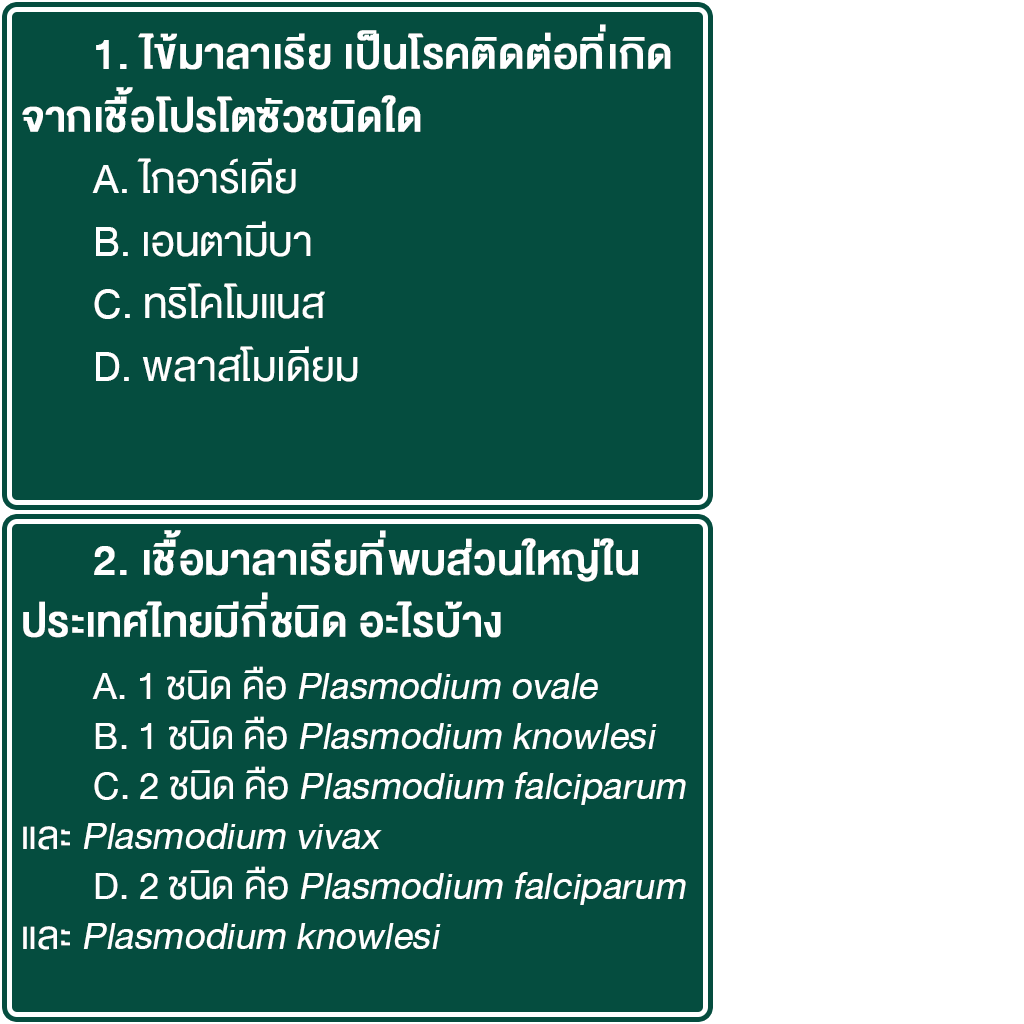 1. ไข้มาลาเรีย เป็นโรคติดต่อที่เกิด
จากเชื้อโปรโตซัวชนิดใด
A. ไกอาร์เดีย
B. เอนตามีบา
C. ทริโคโมแนส
D. พลาสโมเดียม
2. เชื้อมาลาเรียที่พบส่วนใหญ่ใน
ประเทศไทยมีกี่ชนิด อะไรบ้าง
A. 1 ชนิด คือ Plasmodium ovale
B. 1 ชนิด คือ Plasmodium knowlesi
C. 2 ชนิด คือ Plasmodium falciparum
และ Plasmodium vivax
D. 2 ชนิด คือ Plasmodium falciparum
และ Plasmodium knowlesi